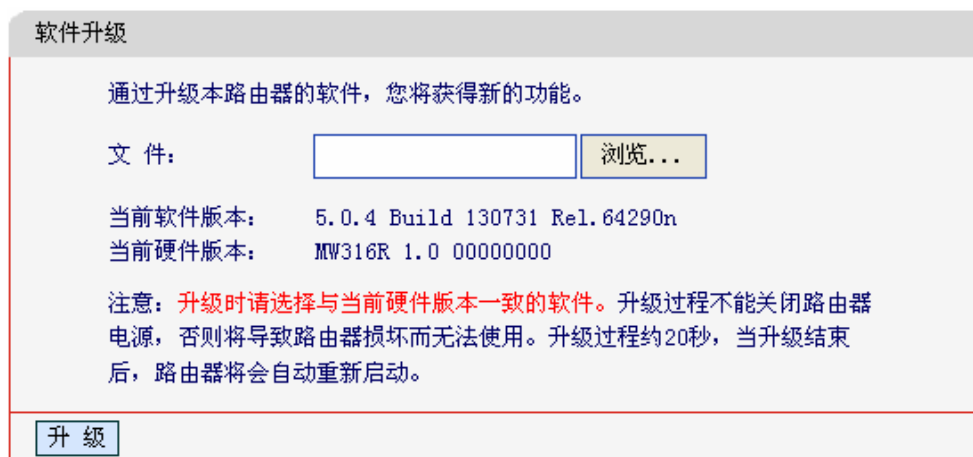 软件升级
通过升级本路由器的软件，您将获得新的功能。
文 件： 浏览...
当前软件版本： 5.0.4 Build 130731 Rel.64290n
当前硬件版本： MW316R 1.0 00000000
注意：升级时请选择与当前硬件版本一致的软件。升级过程不能关闭路由器
电源，否则将导致路由器损坏而无法使用。升级过程约20秒，当升级结束
后，路由器将会自动重新启动。
升 级